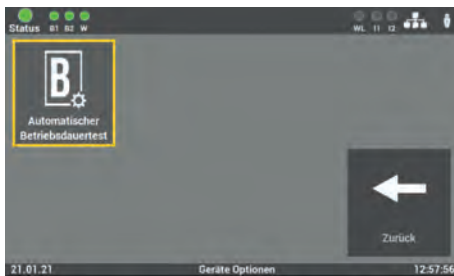 Status B1 B2 W WL I1 I2
B
Automatischer
Betriebsdauertest
Zurück
21.01.21 Geräte Optionen 12:57:56